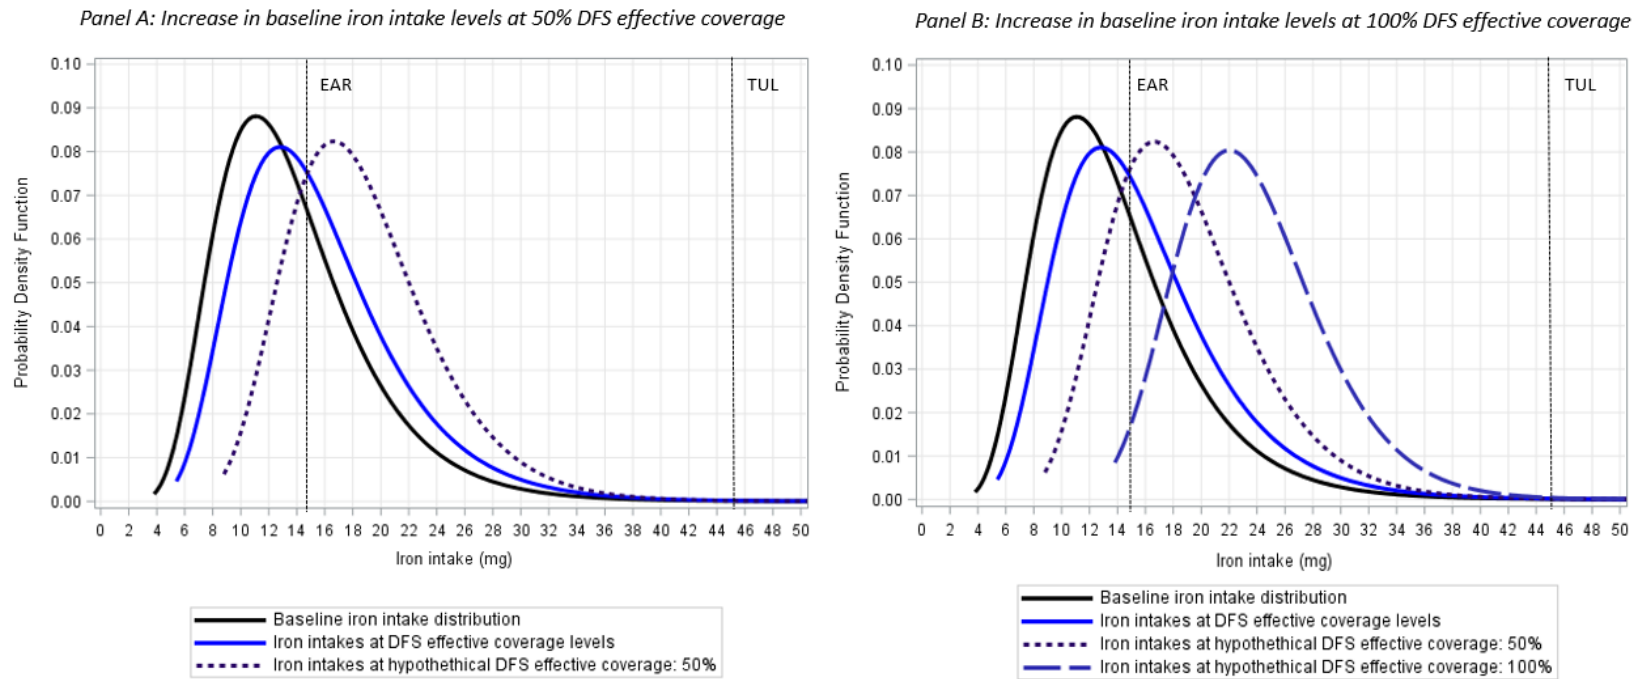 Panel A: Increase in baseline iron intake levels at 50% DFS effective coverage
0.10
0.09
0.08
0.07
0.06
0.05
0.04
0.03
0.02
0.01
0.00
Probability Density Function
EAR
TUL
0 2 4 6 8 10 12 14 16 18 20 22 24 26 28 30 32 34 36 38 40 42 44 46 48 50
Iron intake (mg)
Baseline iron intake distribution
Iron intakes at DFS effective coverage levels
Iron intakes at hypothethical DFS effective coverage: 50%
Panel B: Increase in baseline iron intake levels at 100% DFS effective coverage
0.10
0.09
0.08
0.07
0.06
0.05
0.04
0.03
0.02
0.01
0.00
Probability Density Function
EAR
TUL
0 2 4 6 8 10 12 14 16 18 20 22 24 26 28 30 32 34 36 38 40 42 44 46 48 50
Iron intake (mg)
Baseline iron intake distribution
Iron intakes at DFS effective coverage levels
Iron intakes at hypothethical DFS effective coverage: 50%
Iron intakes at hypothethical DFS effective coverage: 100%